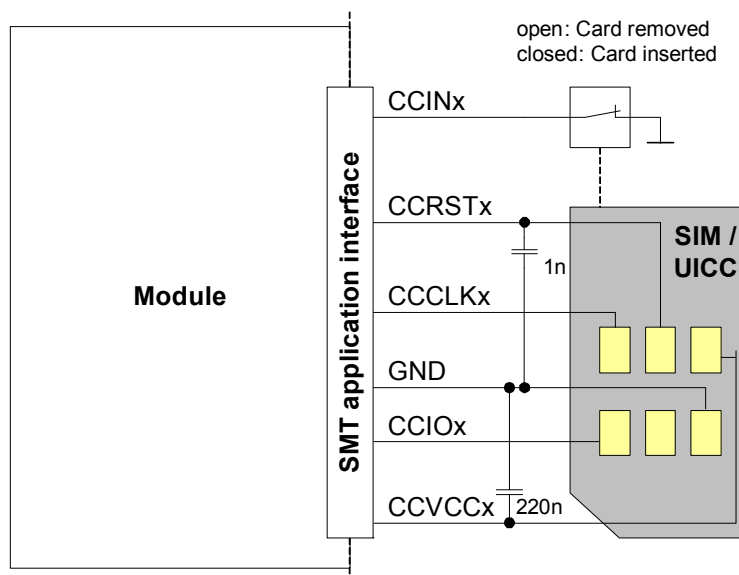 open: Card removed
closed: Card inserted
CCINx
CCRSTx
SIM /
UICC
1n
Module
SMT application interface
CCCLKx
GND
CCIOx
CCVCCx
220n